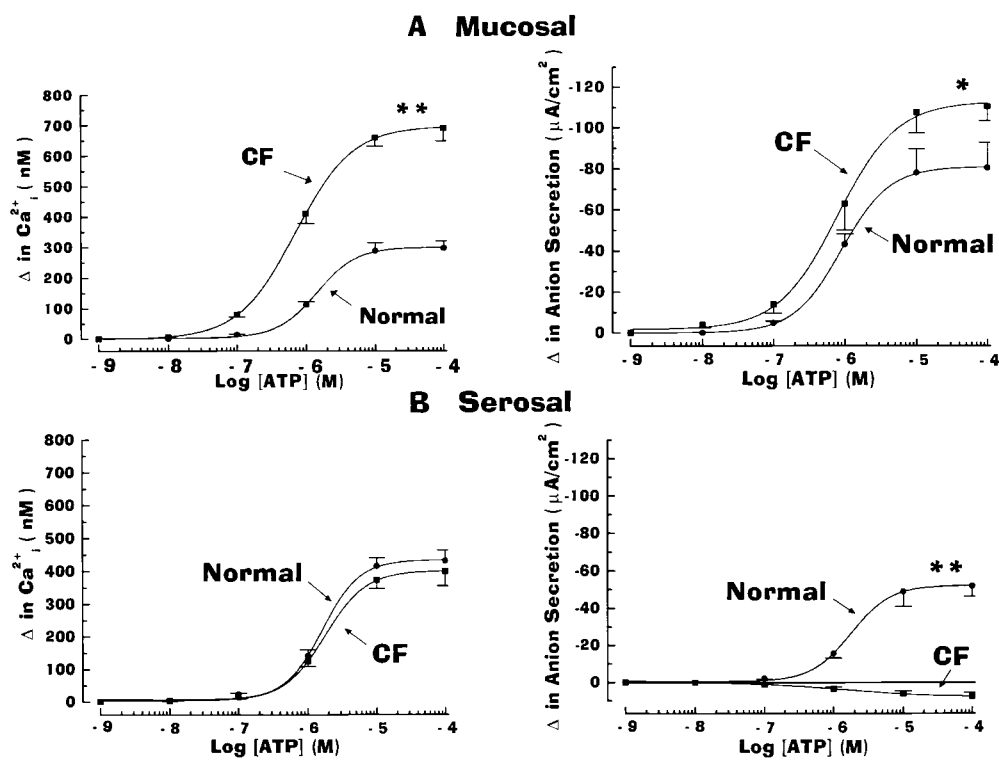 A Mucosal
Δ in Ca²⁺ᵢ (nM)
800
700
600
500
400
300
200
100
0
**
CF
Normal
-9 -8 -7 -6 -5 -4
Log [ATP] (M)
Δ in Anion Secretion (μA/cm²)
-120
-100
-80
-60
-40
-20
0
*
CF
Normal
-9 -8 -7 -6 -5 -4
Log [ATP] (M)
B Serosal
Δ in Ca²⁺ᵢ (nM)
800
700
600
500
400
300
200
100
0
Normal
CF
-9 -8 -7 -6 -5 -4
Log [ATP] (M)
Δ in Anion Secretion (μA/cm²)
-120
-100
-80
-60
-40
-20
0
**
Normal
CF
-9 -8 -7 -6 -5 -4
Log [ATP] (M)